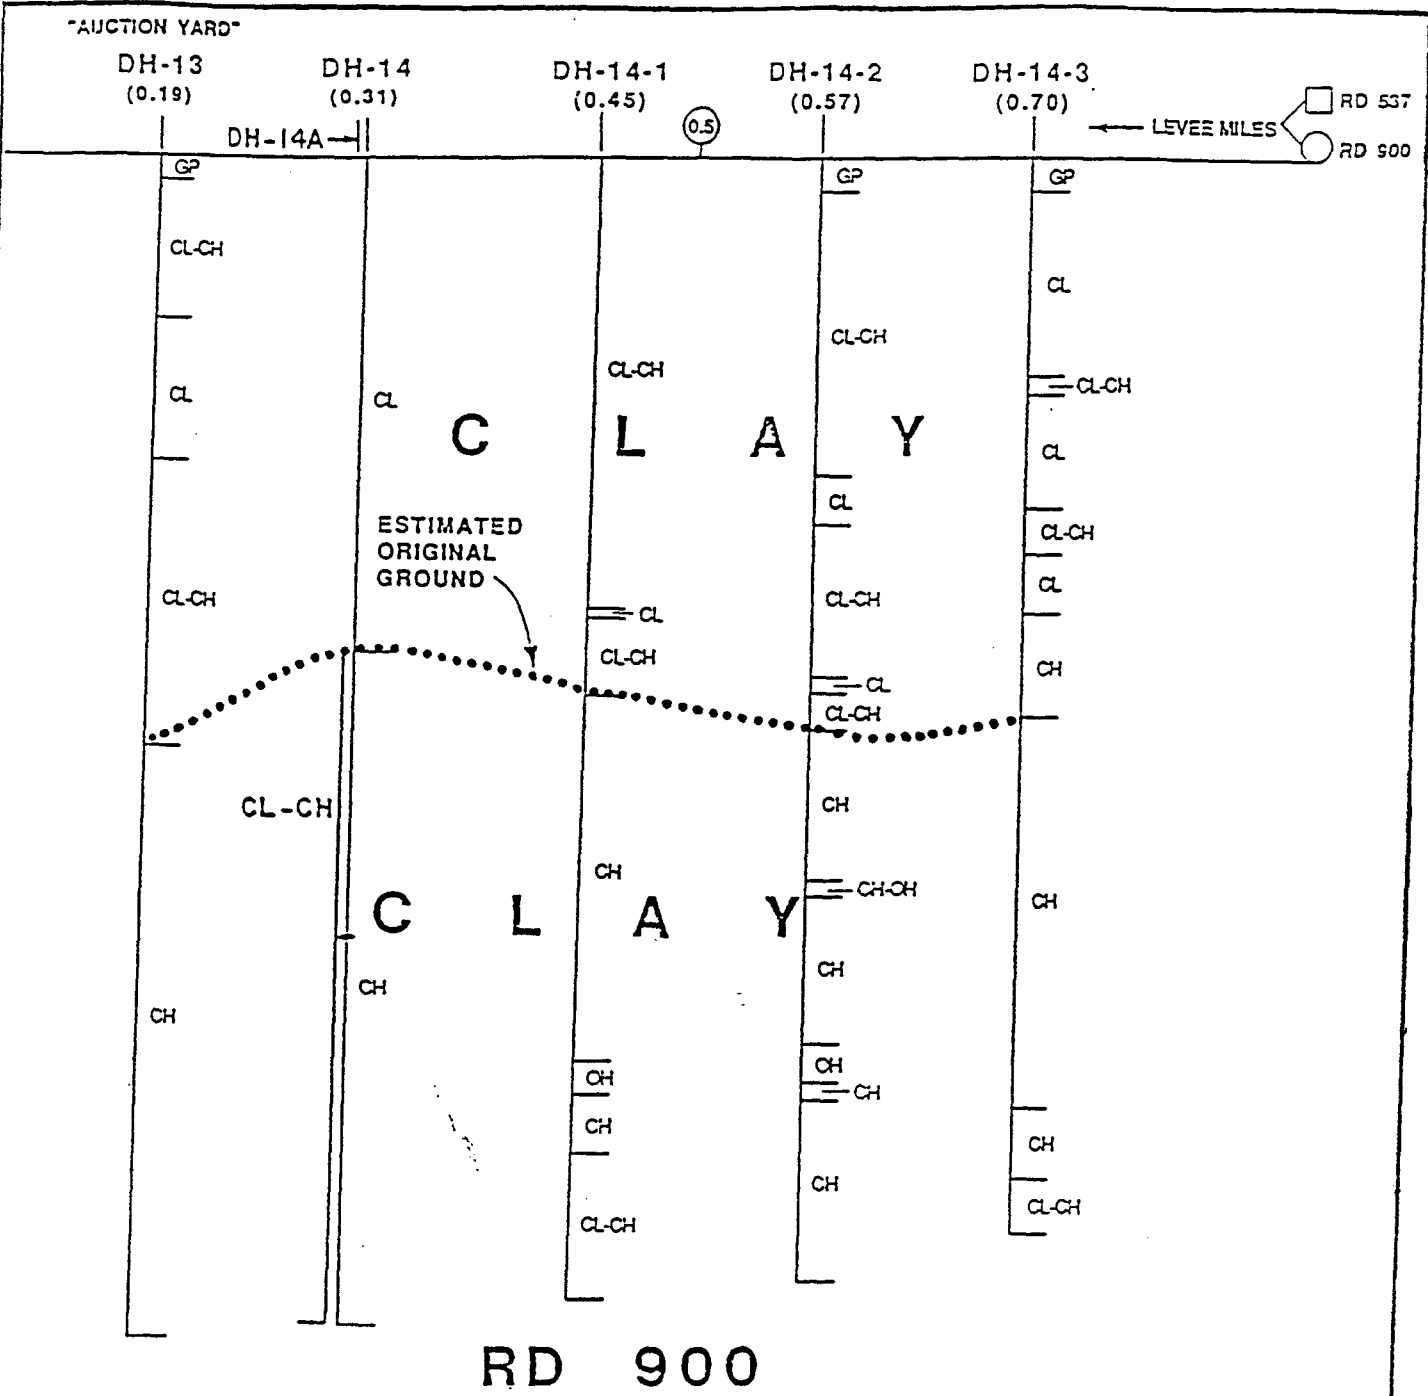 "AUCTION YARD"
DH-13 DH-14 DH-14-1 DH-14-2 DH-14-3
(0.19) (0.31) (0.45) (0.57) (0.70)
RD 537
0.5
LEVEE MILES
DH-14A
RD 900
GP GP GP
CL-CH
CL
CL-CH
CL-CH
CL-CH
CL CL
C L A Y
CL
CL
ESTIMATED
ORIGINAL
GROUND
CL-CH
CL
CL-CH CL-CH
CL
CL-CH
CH
CL
CL-CH
CH
CL-CH
CH
CH
CH-OH
CH
C L A Y
CH
CH
CH
OH
OH
CH
CH
CH
CH
CL-CH
CL-CH
RD 900